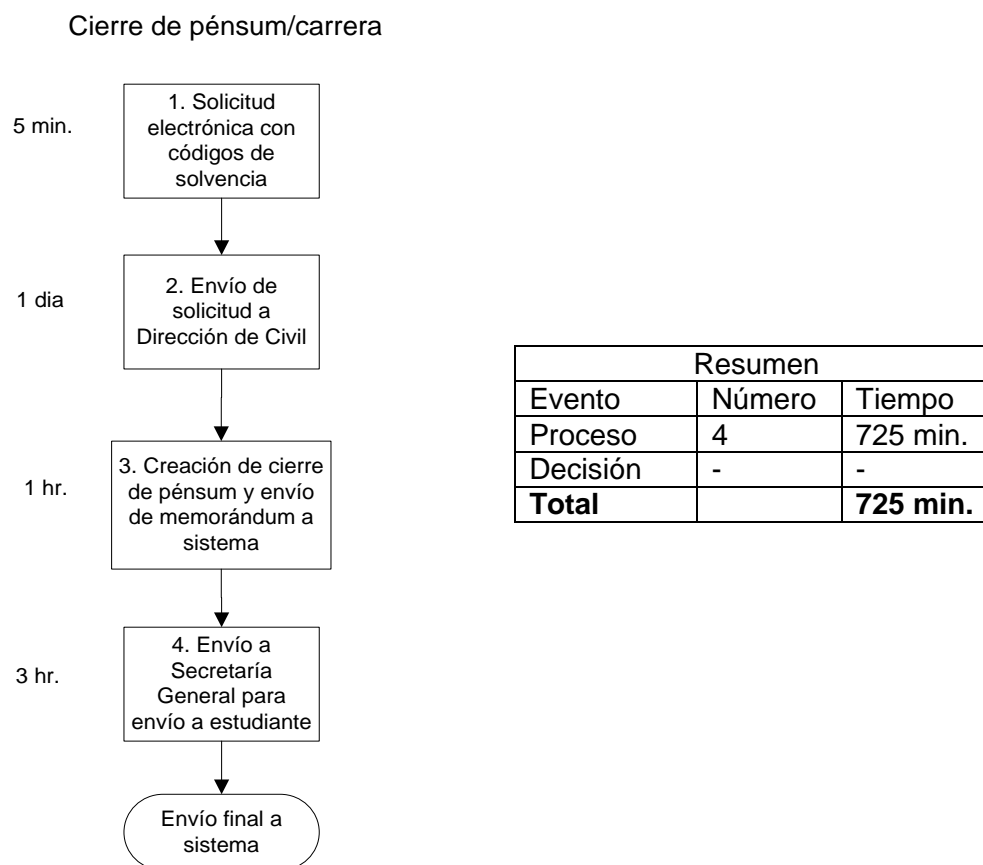 Cierre de pénsum/carrera
5 min.
1. Solicitud
electrónica con
códigos de
solvencia
1 dia
2. Envío de
solicitud a
Dirección de Civil
1 hr.
3. Creación de cierre
de pénsum y envío
de memorándum a
sistema
3 hr.
4. Envío a
Secretaría
General para
envío a estudiante
Envío final a
sistema
Resumen
Evento Número Tiempo
Proceso 4 725 min.
Decisión - -
Total 725 min.